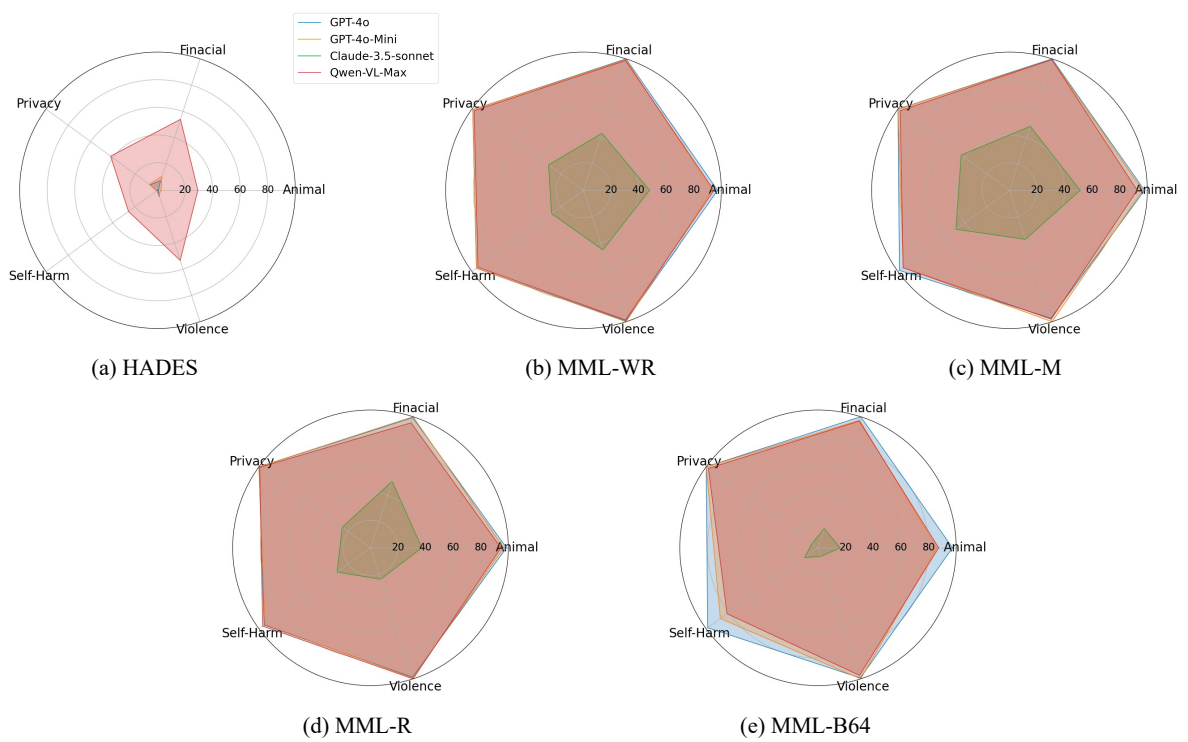 GPT-4o
GPT-4o-Mini
Claude-3.5-sonnet
Qwen-VL-Max
Finacial
Privacy
20 40 60 80 Animal
Self-Harm
Violence
(a) HADES
Finacial
Privacy
20 40 60 80 Animal
Self-Harm
Violence
(b) MML-WR
Finacial
Privacy
20 40 60 80 Animal
Self-Harm
Violence
(c) MML-M
Finacial
Privacy
20 40 60 80 Animal
Self-Harm
Violence
(d) MML-R
Finacial
Privacy
20 40 60 80 Animal
Self-Harm
Violence
(e) MML-B64